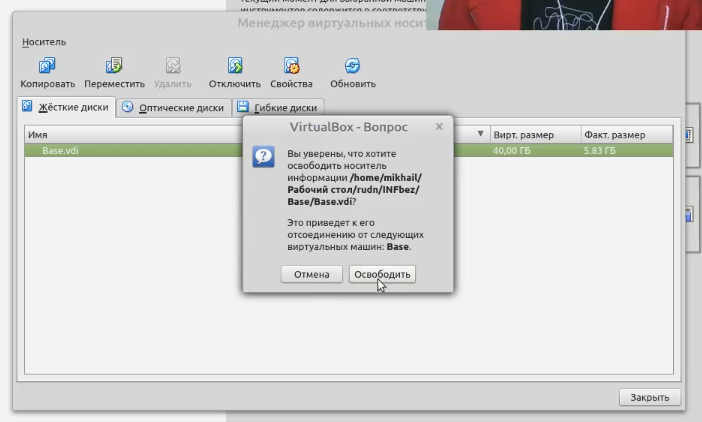 Менеджер виртуальных носит
Носитель
Копировать Переместить Удалить Отключить Свойства Обновить
Жёсткие диски Оптические диски Гибкие диски
Имя Вирт. размер Факт. размер
Base.vdi 40,00 ГБ 5,83 ГБ
VirtualBox - Вопрос
Вы уверены, что хотите
освободить носитель
информации /home/mikhail/
Рабочий стол/rudn/INFbez/
Base/Base.vdi?
Это приведет к его
отсоединению от следующих
виртуальных машин: Base.
Отмена Освободить
Закрыть